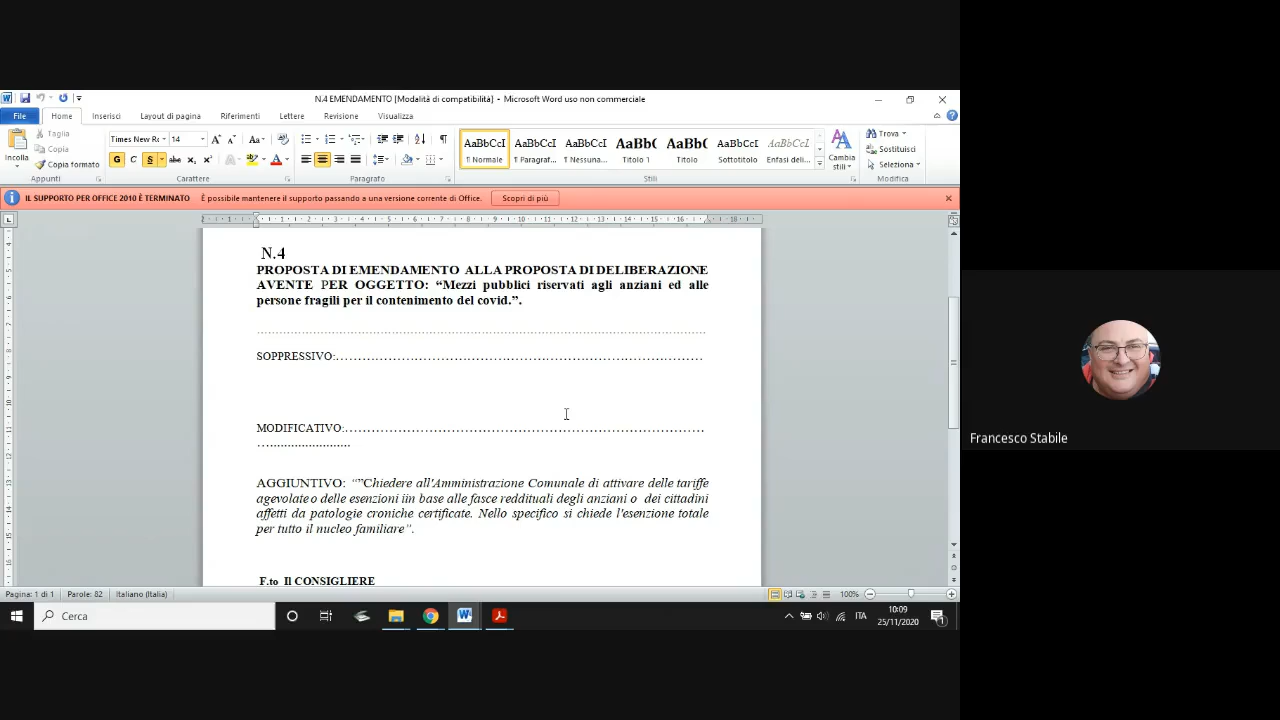 N.4 EMENDAMENTO [Modalità di compatibilità] - Microsoft Word uso non commerciale
File Home Inserisci Layout di pagina Riferimenti Lettere Revisione Visualizza
Incolla
Taglia
Copia
Copia formato
Appunti
Times New Ro 14
G C S abc x₂ x²
Carattere
Paragrafo
AaBbCcI AaBbCcI AaBbCcI AaBbC AaBbC AaBbCcI AaBbCcI
¶ Normale ¶ Paragraf... ¶ Nessuna... Titolo 1 Titolo Sottotitolo Enfasi deli...
Stili
Cambia
stili
Trova
Sostituisci
Seleziona
Modifica
IL SUPPORTO PER OFFICE 2010 È TERMINATO È possibile mantenere il supporto passando a una versione corrente di Office. Scopri di più
N.4
PROPOSTA DI EMENDAMENTO ALLA PROPOSTA DI DELIBERAZIONE
AVENTE PER OGGETTO: “Mezzi pubblici riservati agli anziani ed alle
persone fragili per il contenimento del covid.”.
SOPPRESSIVO:……………………………………………………………………
MODIFICATIVO:……………………………………………………………………
….......................
AGGIUNTIVO: “”Chiedere all'Amministrazione Comunale di attivare delle tariffe
agevolate o delle esenzioni iin base alle fasce reddituali degli anziani o dei cittadini
affetti da patologie croniche certificate. Nello specifico si chiede l'esenzione totale
per tutto il nucleo familiare”.
F.to Il CONSIGLIERE
Pagina: 1 di 1 Parole: 82 Italiano (Italia) 100%
Cerca
ITA
10:09
25/11/2020
Francesco Stabile